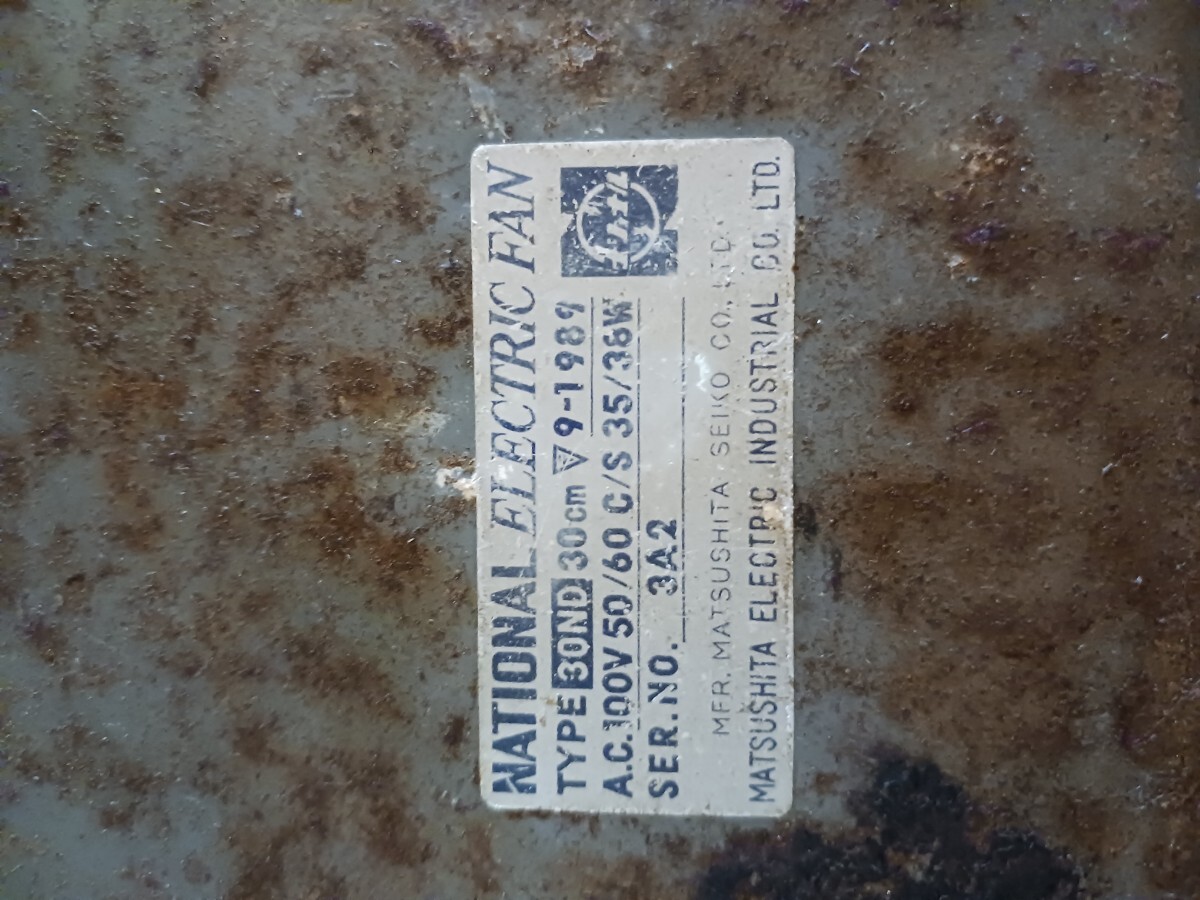 NATIONAL ELECTRIC FAN
TYPE 30ND 30cm ▽ 9-1989
A.C.100V 50/60 C/S 35/38W
SER.NO. 3A2
MFR. MATSUSHITA SEIKO CO., LTD.
MATSUSHITA ELECTRIC INDUSTRIAL CO. LTD.